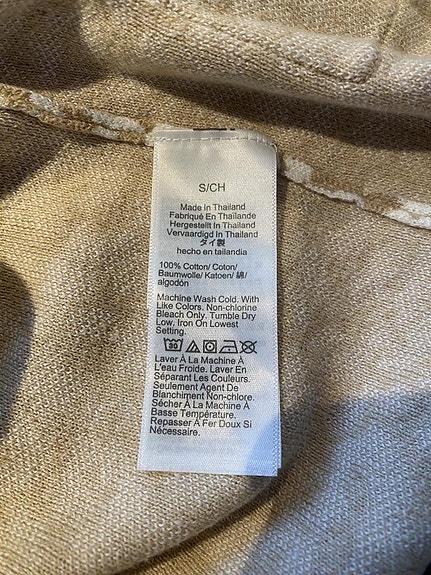 S/CH
Made In Thailand
Fabriqué En Thaïlande
Hergestellt In Thailand
Vervaardigd In Thailand
タイ製
hecho en tailandia
100% Cotton/ Coton/
Baumwolle/ Katoen/ 綿/
algodón
Machine Wash Cold. With
Like Colors. Non-chlorine
Bleach Only. Tumble Dry
Low. Iron On Lowest
Setting.
30
Laver À La Machine À
L'eau Froide. Laver En
Séparant Les Couleurs.
Seulement Agent De
Blanchiment Non-chlore.
Sécher À La Machine À
Basse Température.
Repasser À Fer Doux Si
Nécessaire.